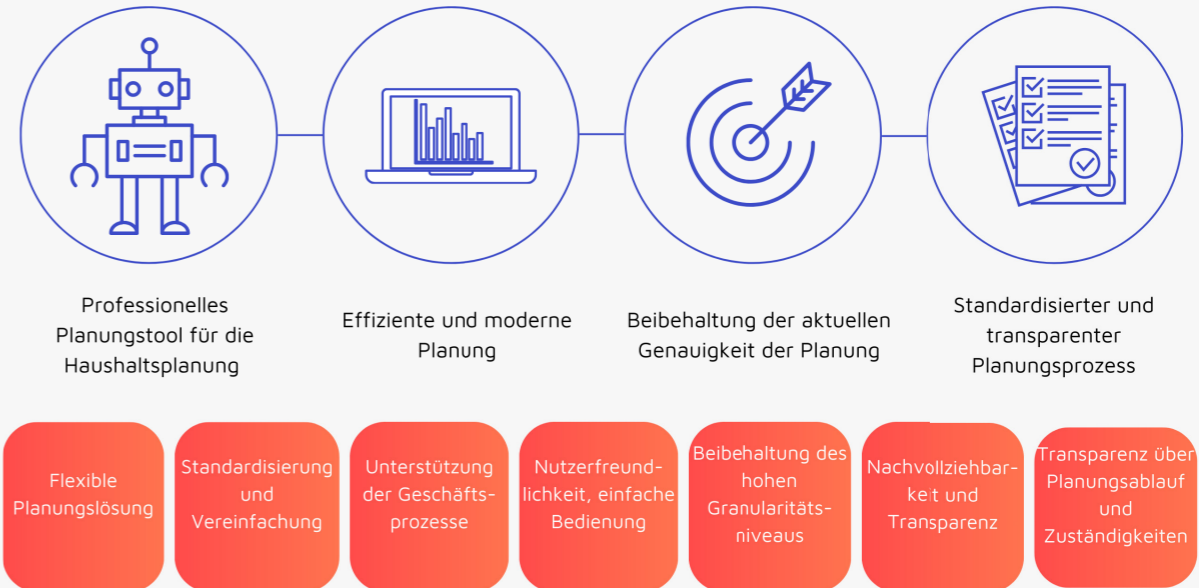 Professionelles
Planungstool für die
Haushaltsplanung
Effiziente und moderne
Planung
Beibehaltung der aktuellen
Genauigkeit der Planung
Standardisierter und
transparenter
Planungsprozess
Flexible
Planungslösung
Standardisierung
und
Vereinfachung
Unterstützung
der Geschäfts-
prozesse
Nutzerfreund-
lichkeit, einfache
Bedienung
Beibehaltung des
hohen
Granularitäts-
niveaus
Nachvollziehbar-
keit und
Transparenz
Transparenz über
Planungsablauf
und
Zuständigkeiten